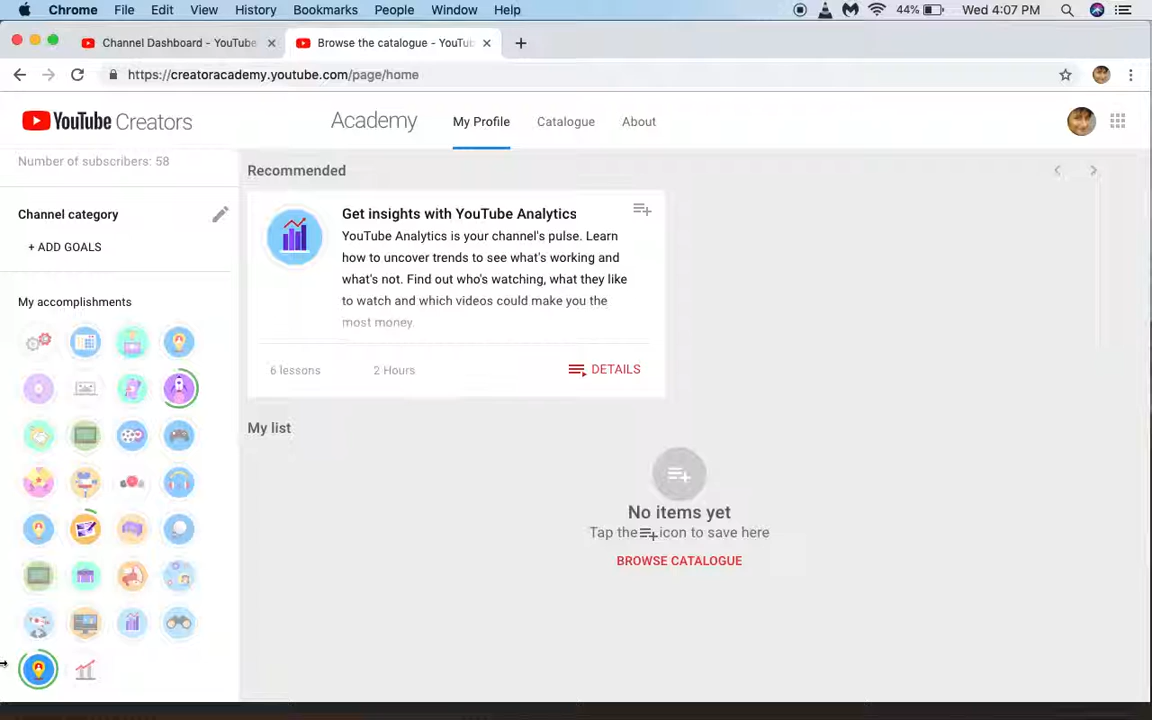 Chrome File Edit View History Bookmarks People Window Help 44% Wed 4:07 PM
Channel Dashboard - YouTube
Browse the catalogue - YouTu
https://creatoracademy.youtube.com/page/home
YouTube Creators Academy My Profile Catalogue About
Number of subscribers: 58
Recommended
Channel category
+ ADD GOALS
My accomplishments
Get insights with YouTube Analytics
YouTube Analytics is your channel's pulse. Learn
how to uncover trends to see what's working and
what's not. Find out who's watching, what they like
to watch and which videos could make you the
most money.
6 lessons 2 Hours DETAILS
My list
No items yet
Tap the icon to save here
BROWSE CATALOGUE